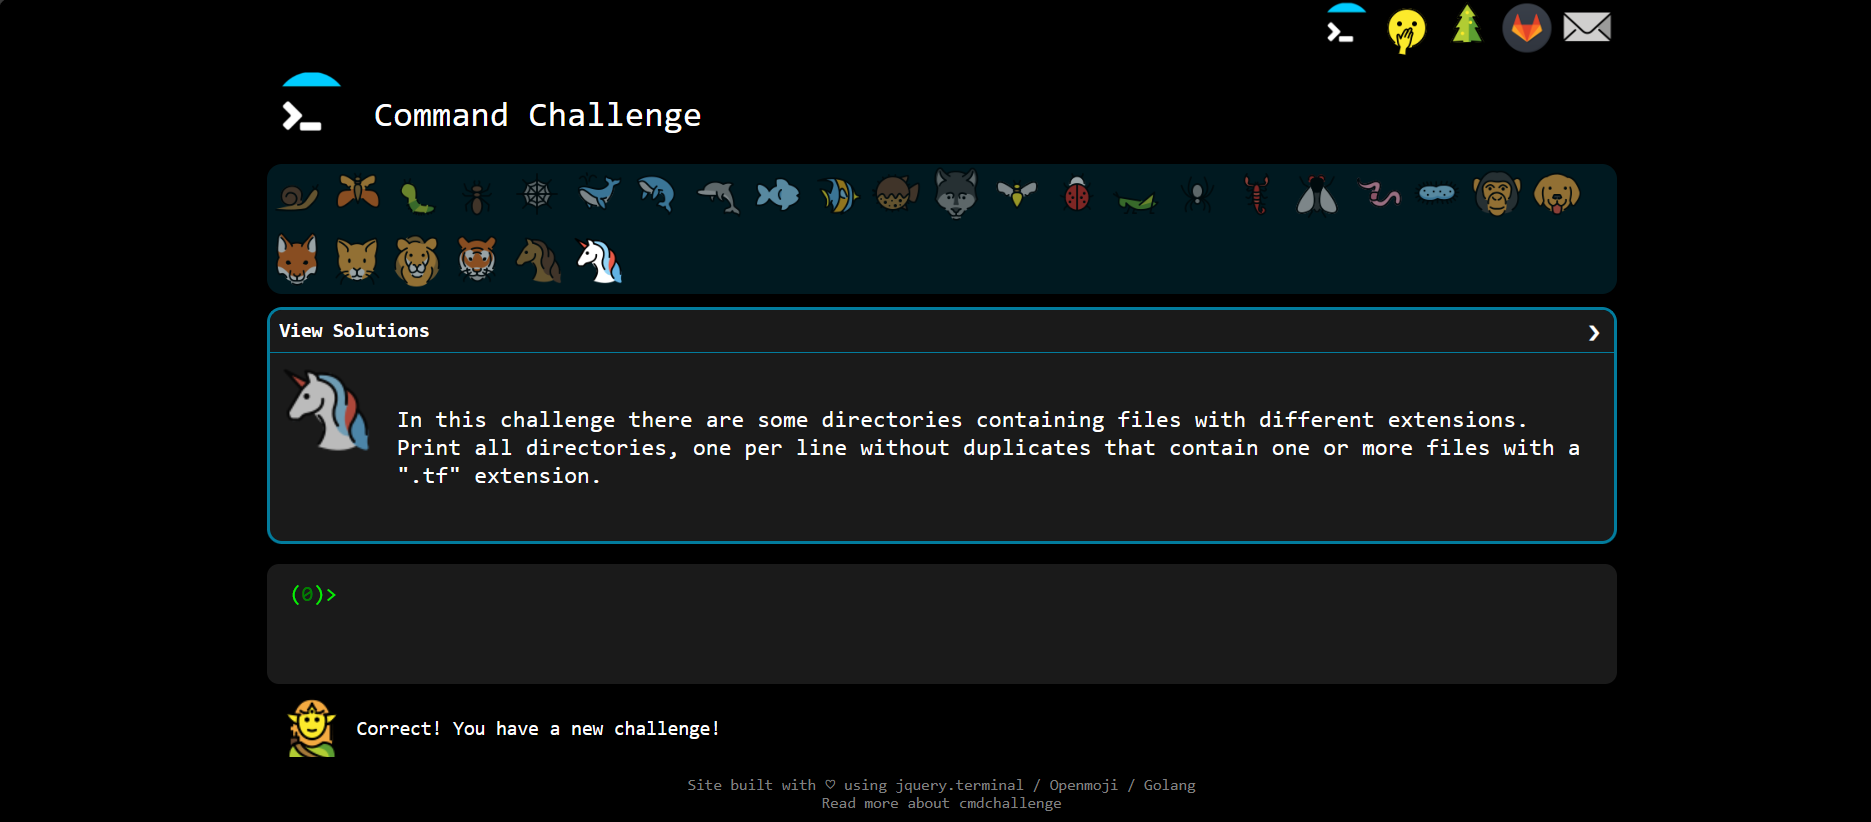 Command Challenge
View Solutions
In this challenge there are some directories containing files with different extensions.
Print all directories, one per line without duplicates that contain one or more files with a
".tf" extension.
(0)>
Correct! You have a new challenge!
Site built with ♡ using jquery.terminal / Openmoji / Golang
Read more about cmdchallenge